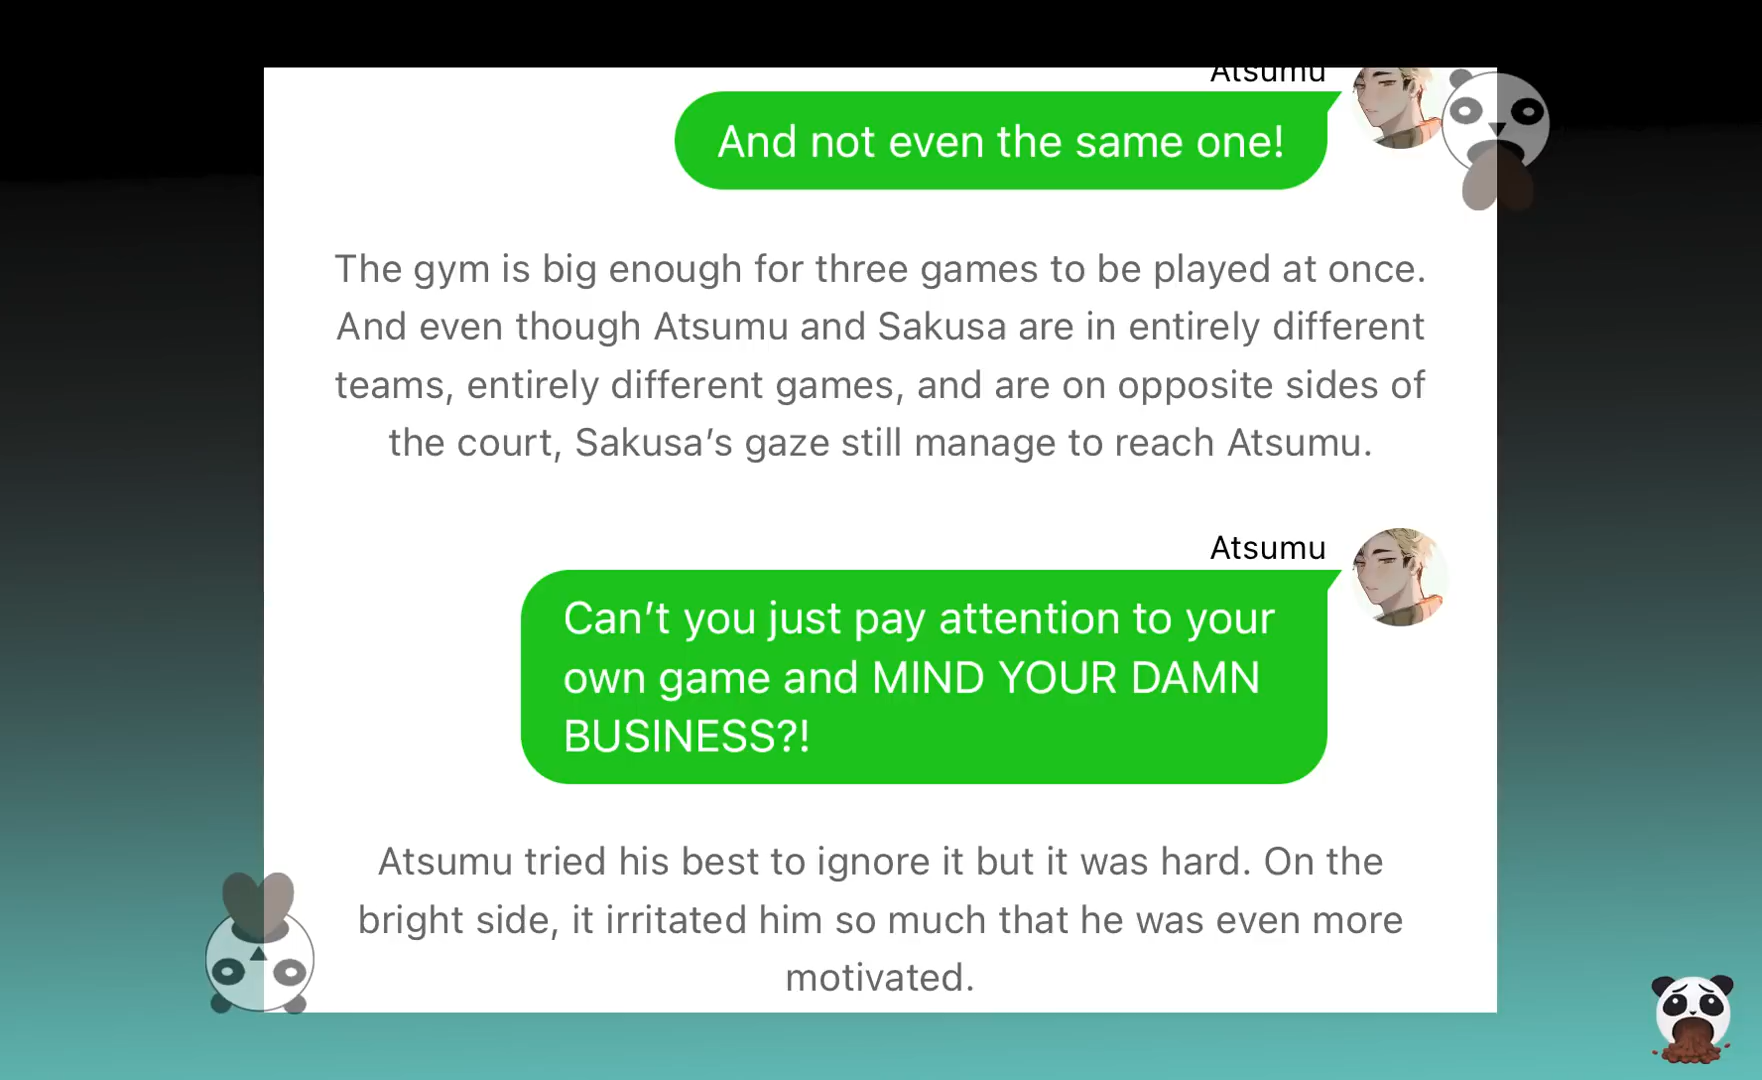 Atsumu
And not even the same one!
The gym is big enough for three games to be played at once.
And even though Atsumu and Sakusa are in entirely different
teams, entirely different games, and are on opposite sides of
the court, Sakusa’s gaze still manage to reach Atsumu.
Atsumu
Can’t you just pay attention to your
own game and MIND YOUR DAMN
BUSINESS?!
Atsumu tried his best to ignore it but it was hard. On the
bright side, it irritated him so much that he was even more
motivated.